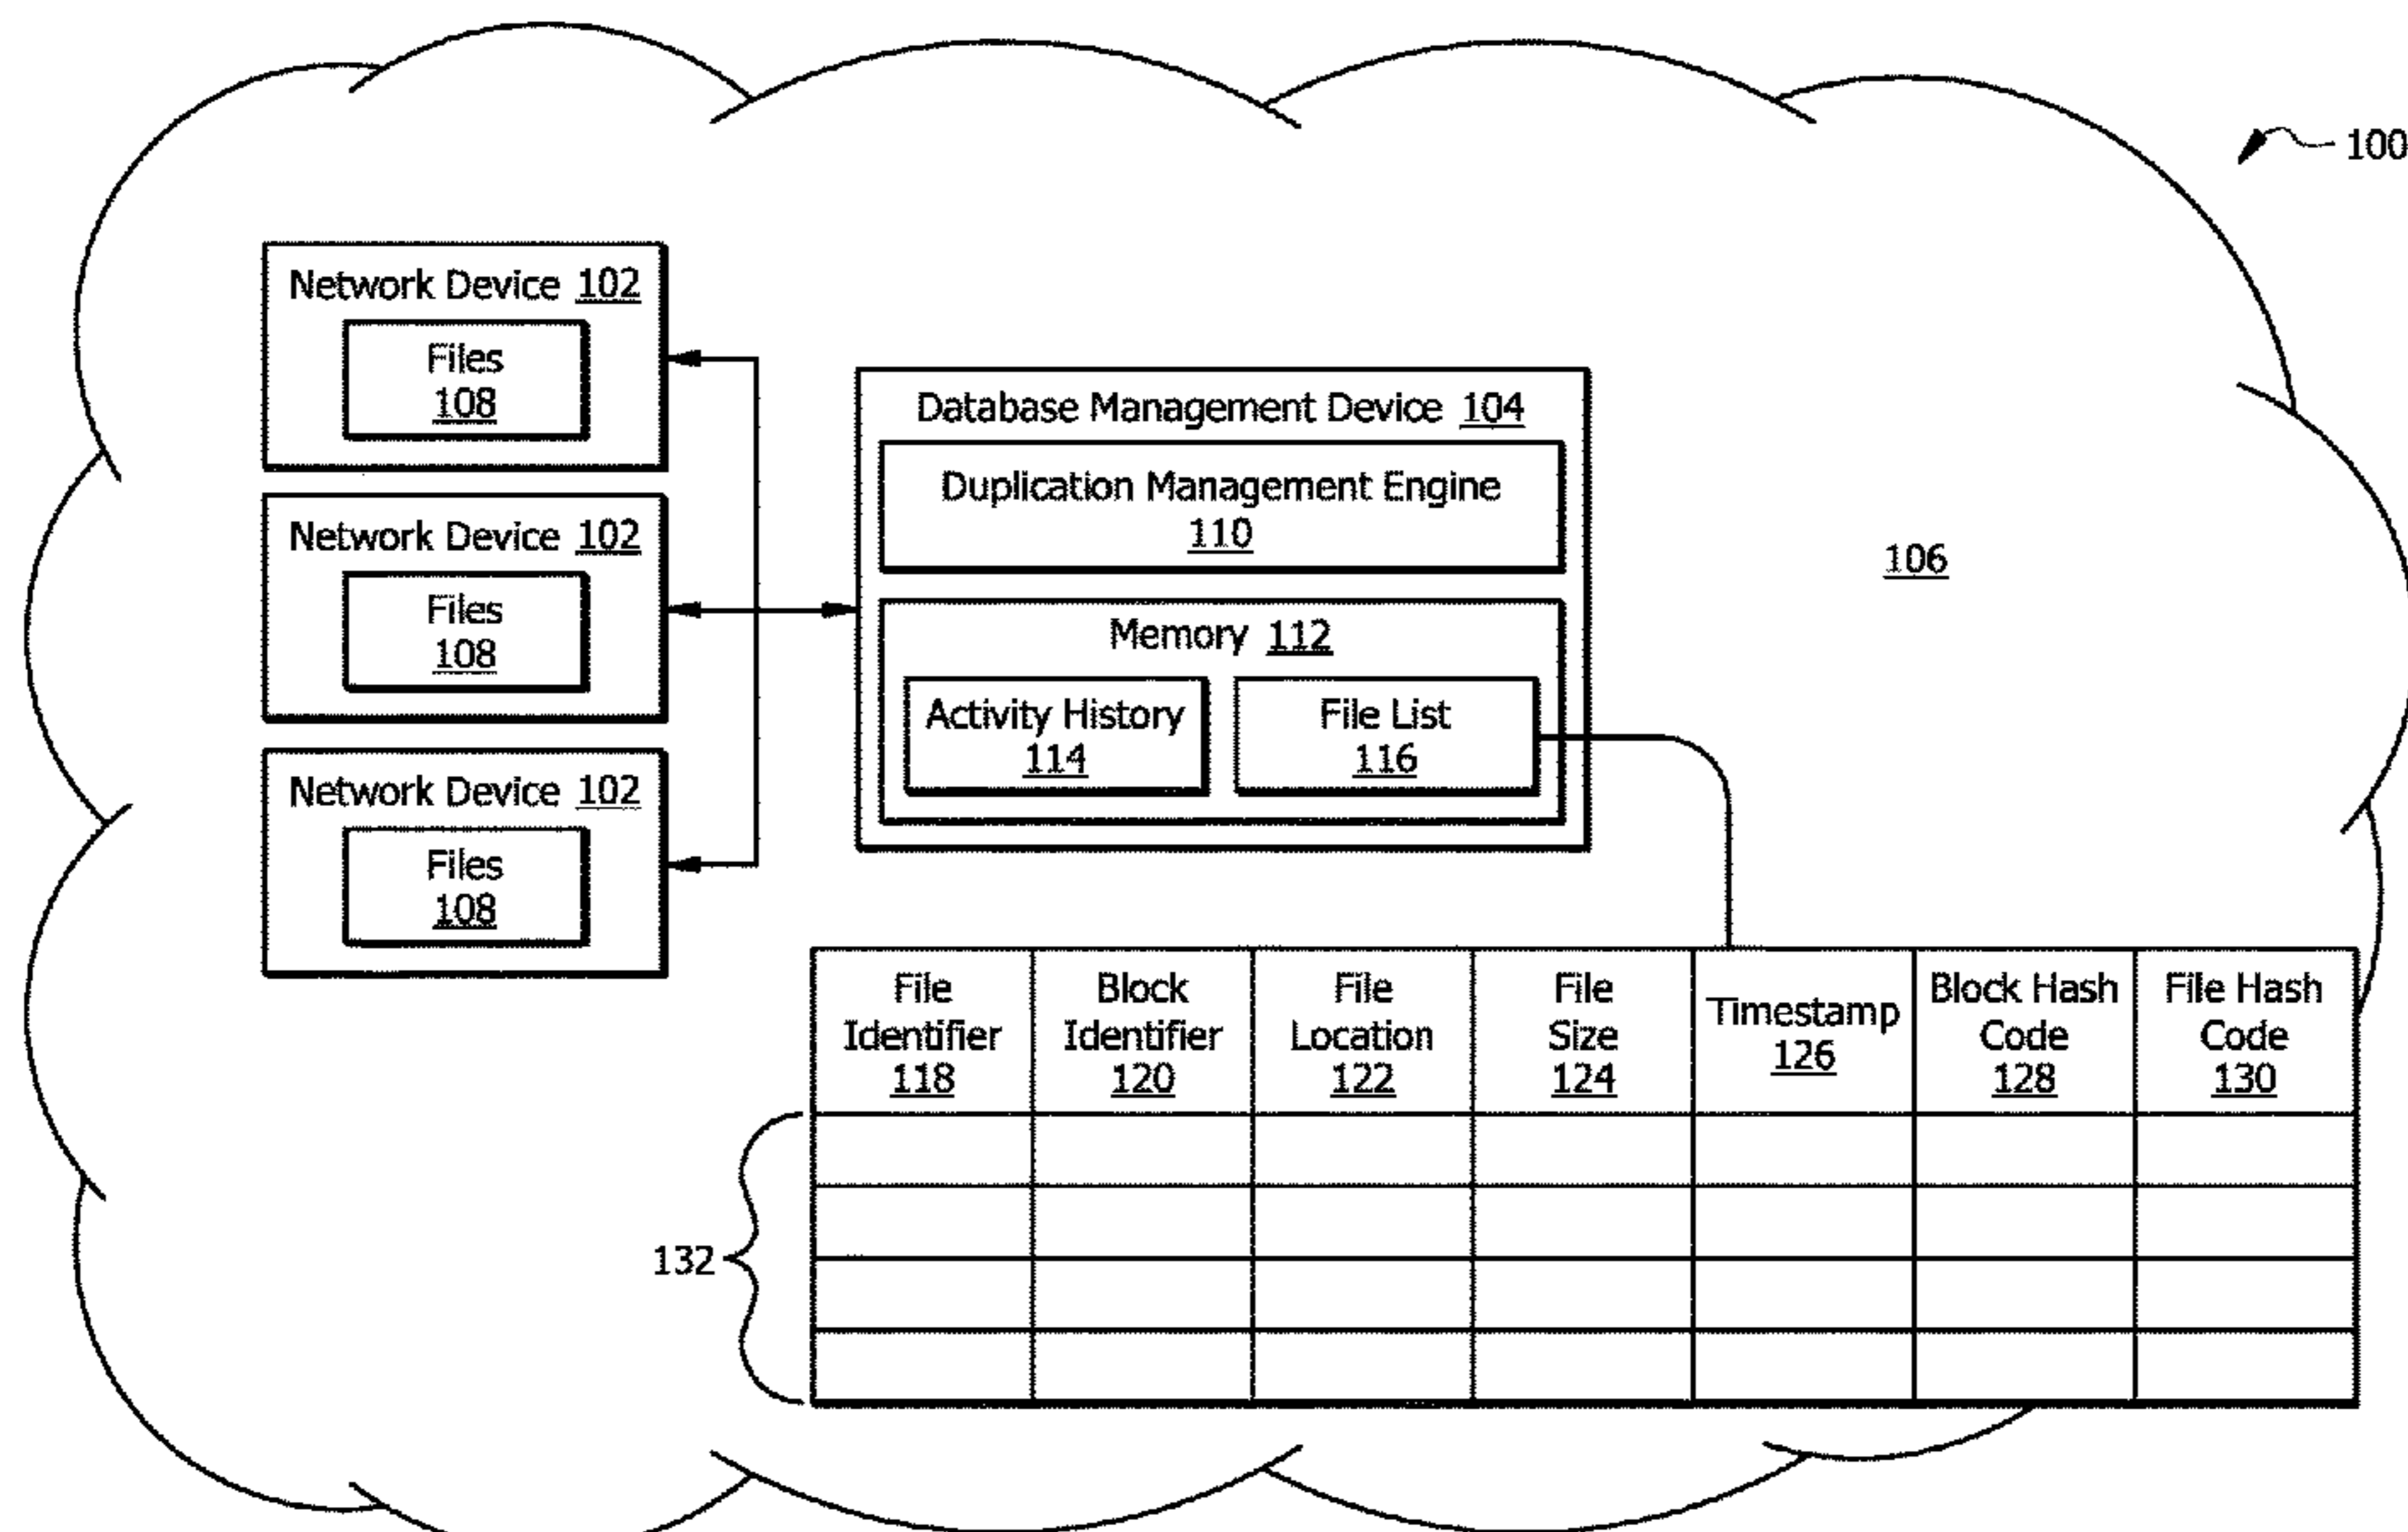 100
Network Device 102
Files
108
Network Device 102
Files
108
Network Device 102
Files
108
Database Management Device 104
Duplication Management Engine
110
Memory 112
Activity History
114
File List
116
106
File
Identifier
118
Block
Identifier
120
File
Location
122
File
Size
124
Timestamp
126
Block Hash
Code
128
File Hash
Code
130
132